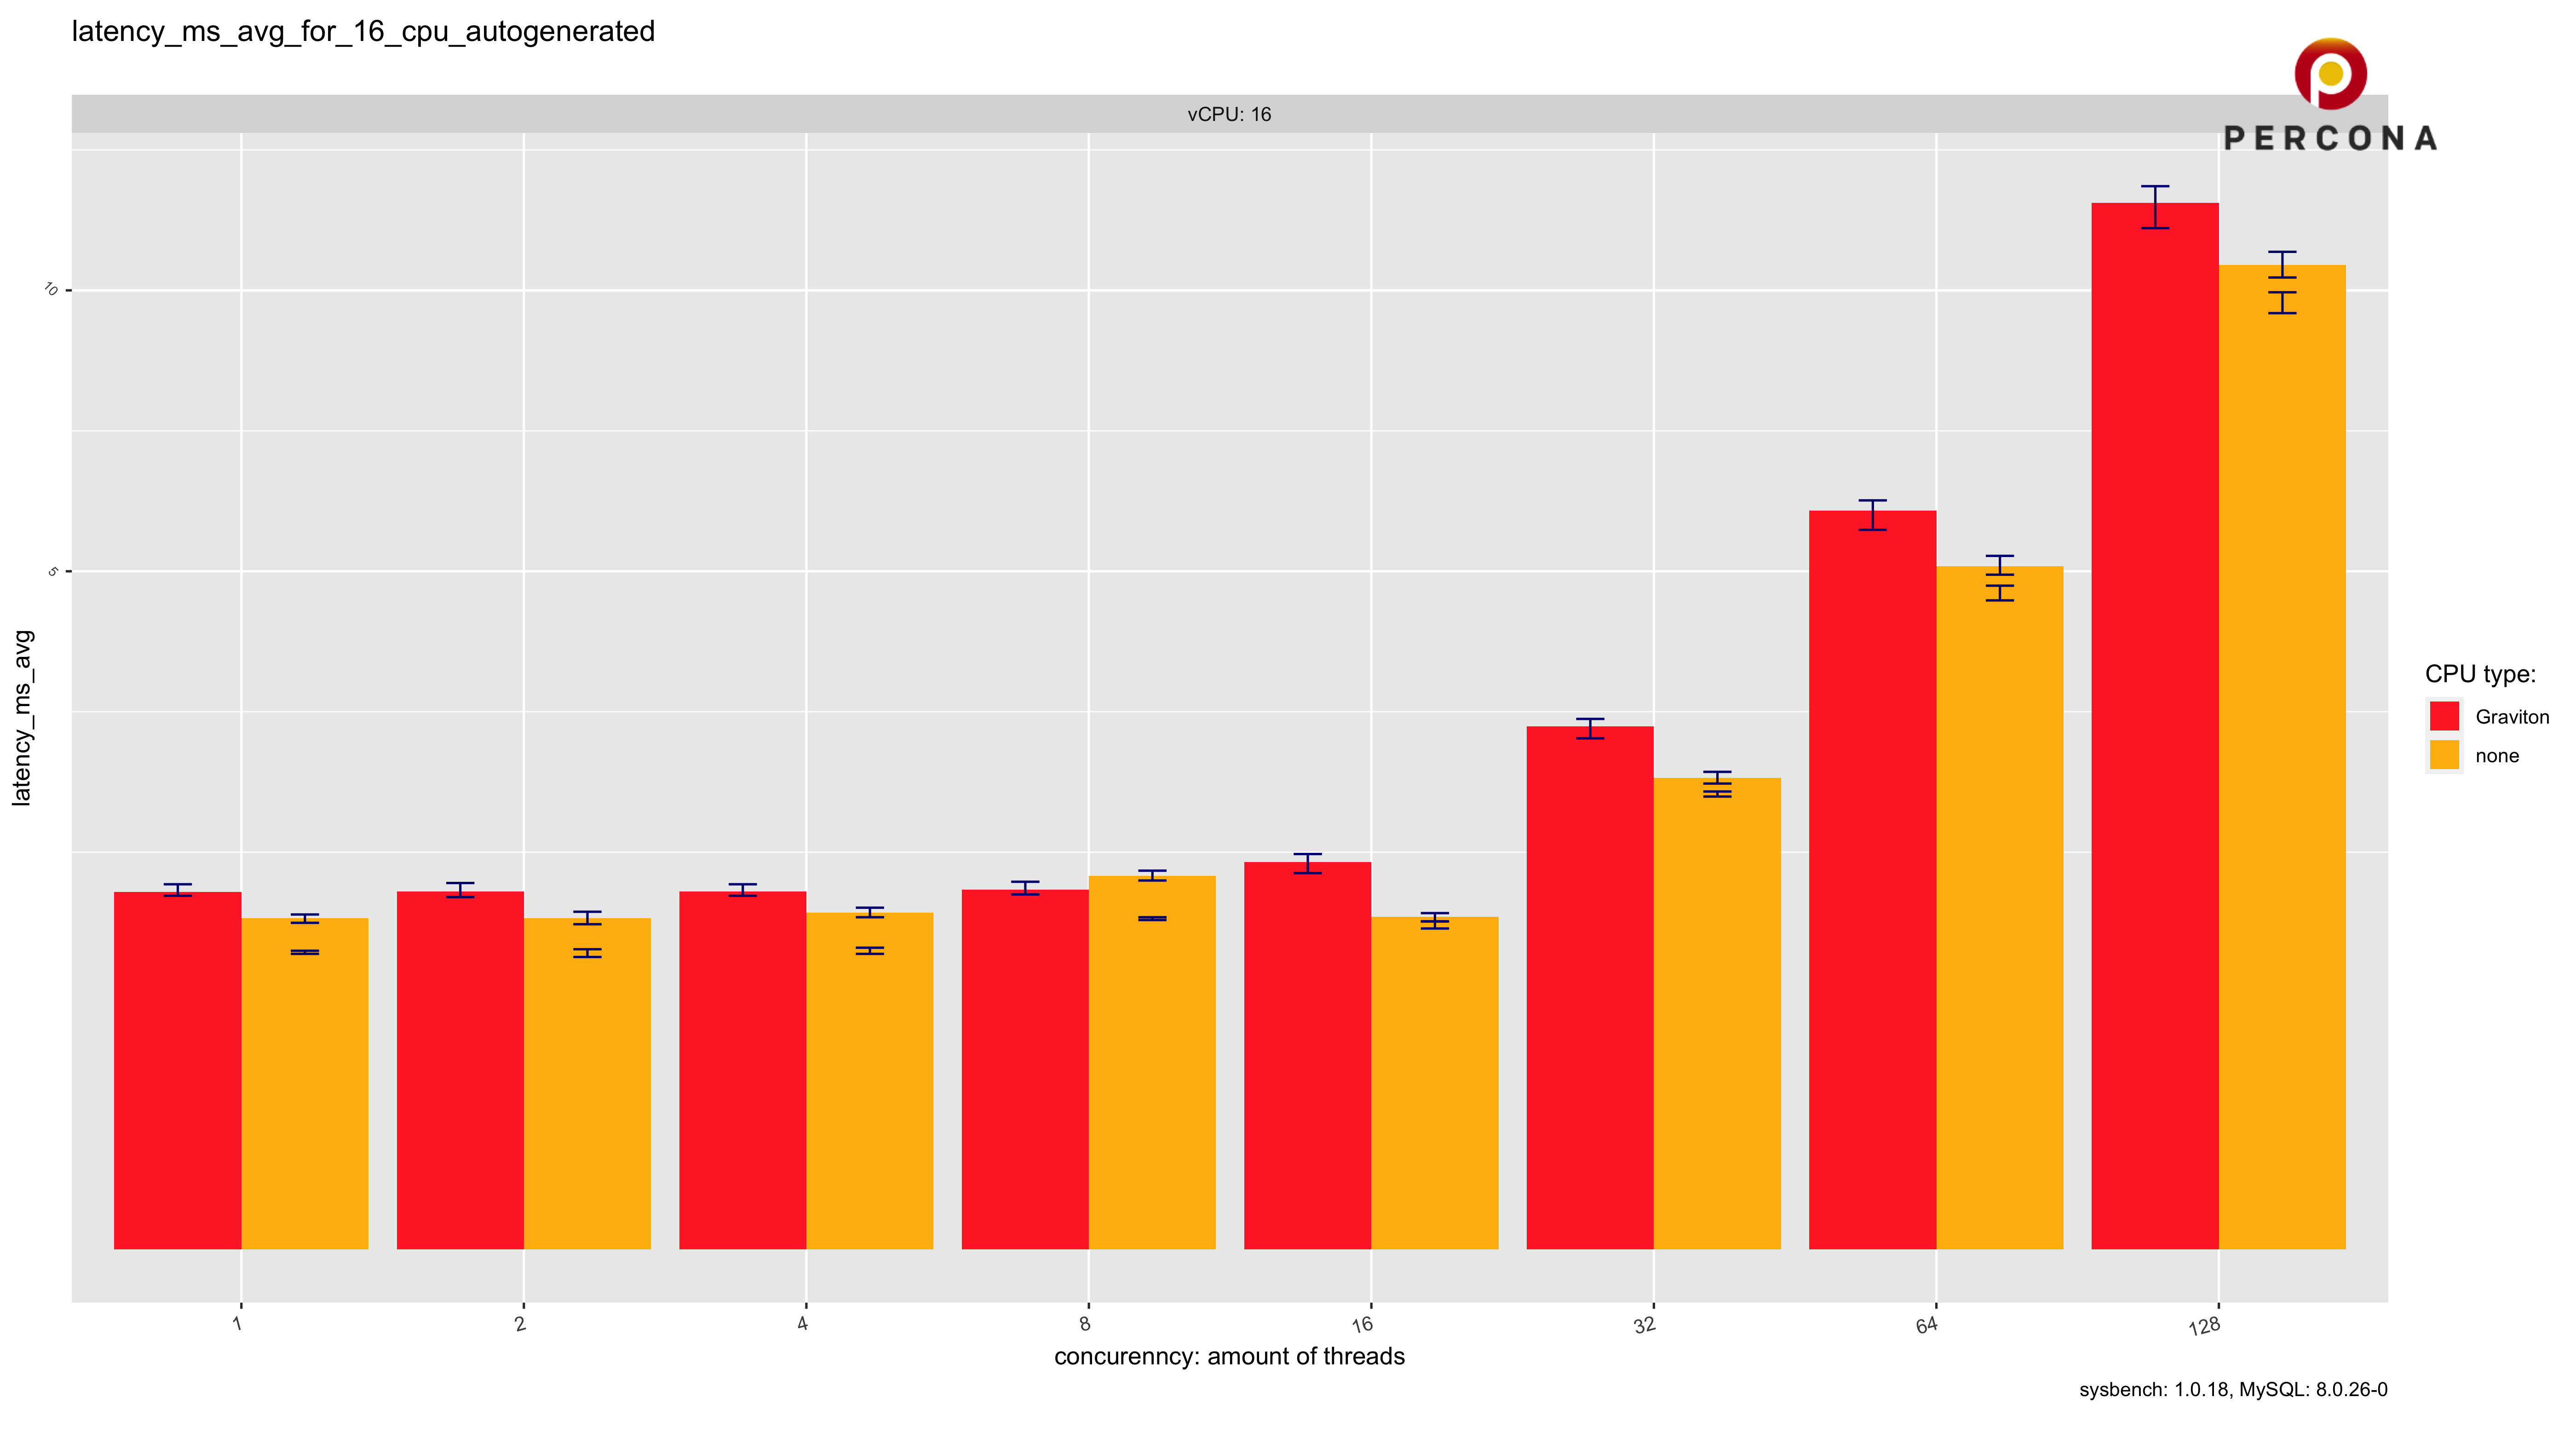 latency_ms_avg_for_16_cpu_autogenerated
PERCONA
vCPU: 16
10
5
latency_ms_avg
CPU type:
Graviton
none
1
2
4
8
16
32
64
128
concurenncy: amount of threads
sysbench: 1.0.18, MySQL: 8.0.26-0